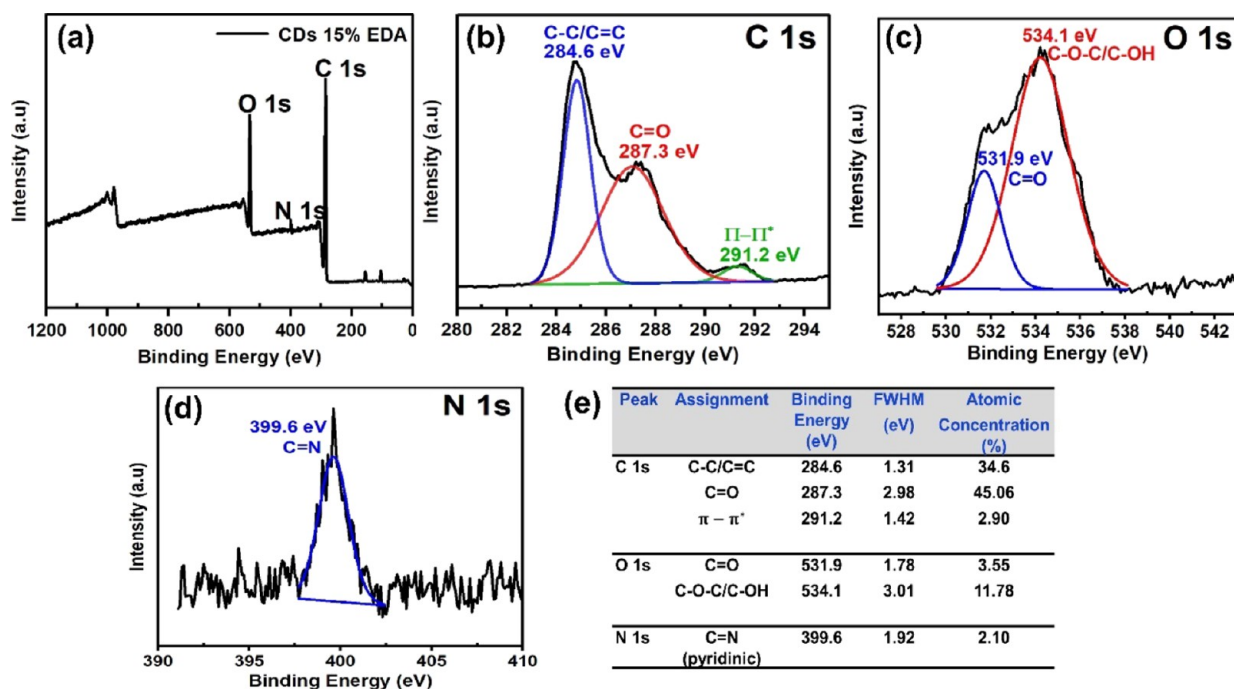 (a)
CDs 15% EDA
C 1s
O 1s
N 1s
Intensity (a.u)
1200 1000 800 600 400 200 0
Binding Energy (eV)
(b)
C 1s
C-C/C=C
284.6 eV
C=O
287.3 eV
Π–Π*
291.2 eV
Intensity (a.u)
280 282 284 286 288 290 292 294
Binding Energy (eV)
(c)
O 1s
534.1 eV
C-O-C/C-OH
531.9 eV
C=O
Intensity (a.u)
528 530 532 534 536 538 540 542
Binding Energy (eV)
(d)
N 1s
399.6 eV
C=N
Intensity (a.u)
390 395 400 405 410
Binding Energy (eV)
(e)
Peak Assignment Binding Energy (eV) FWHM (eV) Atomic Concentration (%)
C 1s C-C/C=C 284.6 1.31 34.6
C=O 287.3 2.98 45.06
π – π* 291.2 1.42 2.90
O 1s C=O 531.9 1.78 3.55
C-O-C/C-OH 534.1 3.01 11.78
N 1s C=N 399.6 1.92 2.10
(pyridinic)